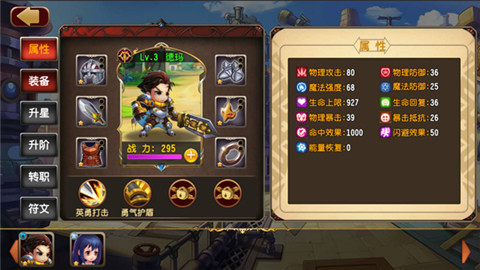 属性
装备
升星
升阶
转职
符文
Lv.3 德玛
战力：295
英勇打击
勇气护盾
属性
物理攻击：80 物理防御：36
魔法强度：68 魔法防御：25
生命上限：927 生命回复：36
物理暴击：39 暴击抵抗：26
命中效果：1000 闪避效果：50
能量恢复：0